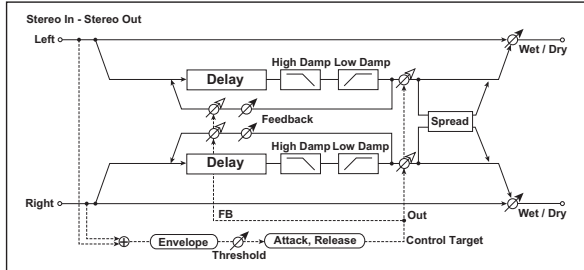 Stereo In - Stereo Out
Left
Wet / Dry
High Damp Low Damp
Delay
Feedback
Spread
Delay
High Damp Low Damp
Right
Wet / Dry
FB
Out
Envelope
Threshold
Attack, Release
Control Target